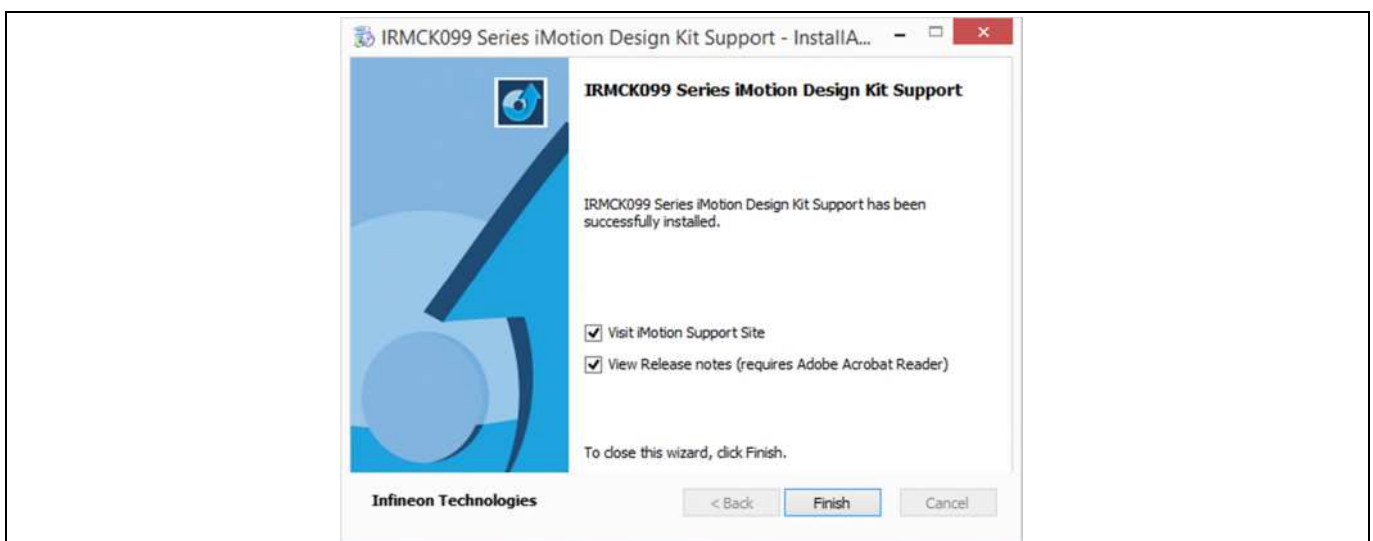 IRMCK099 Series iMotion Design Kit Support - InstallA...
IRMCK099 Series iMotion Design Kit Support
IRMCK099 Series iMotion Design Kit Support has been
successfully installed.
Visit iMotion Support Site
View Release notes (requires Adobe Acrobat Reader)
To close this wizard, click Finish.
Infineon Technologies
< Back
Finish
Cancel